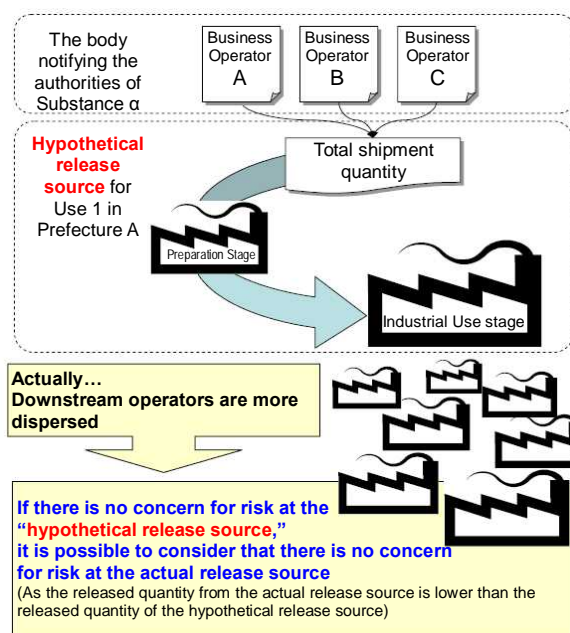 The body
notifying the
authorities of
Substance α
Business
Operator
A
Business
Operator
B
Business
Operator
C
Hypothetical
release
source for
Use 1 in
Prefecture A
Total shipment
quantity
Preparation Stage
Industrial Use stage
Actually…
Downstream operators are more
dispersed
If there is no concern for risk at the
“hypothetical release source,”
it is possible to consider that there is no concern
for risk at the actual release source
(As the released quantity from the actual release source is lower than the
released quantity of the hypothetical release source)